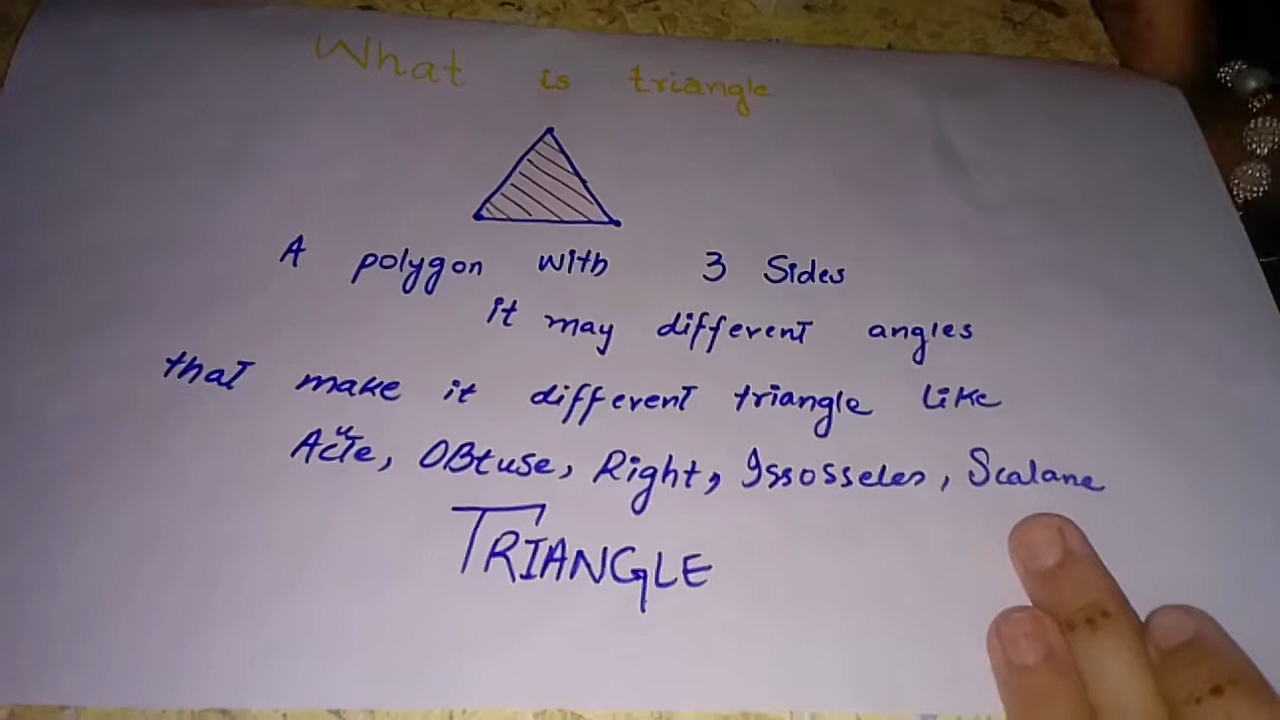 What is triangle
A polygon with 3 Sides
it may different angles
that make it different triangle like
Acute, OBtuse, Right, Issosseles, Scalane
TRIANGLE